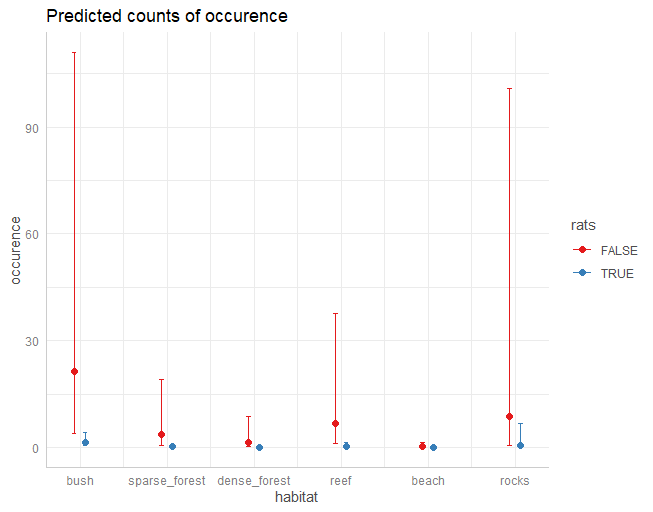 Predicted counts of occurence
occurence
90
60
30
0
bush sparse_forest dense_forest reef beach rocks
habitat
rats
FALSE
TRUE